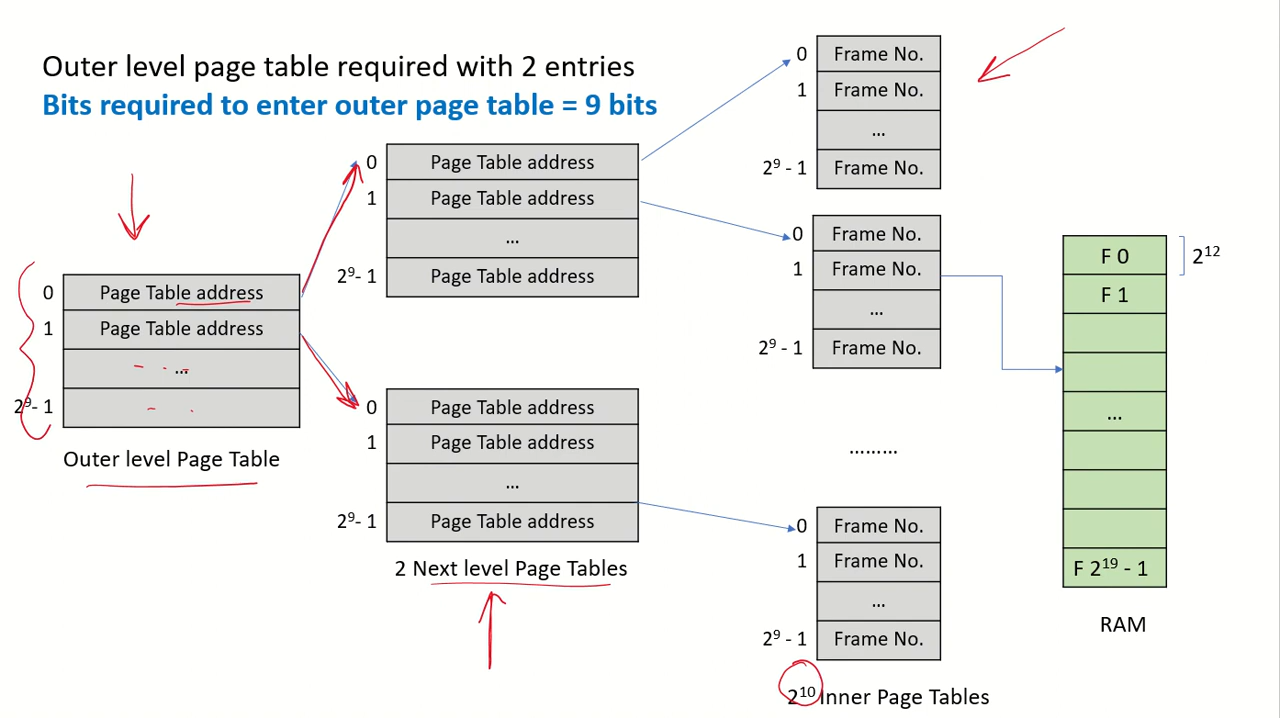 Outer level page table required with 2 entries
Bits required to enter outer page table = 9 bits
0 Page Table address
1 Page Table address
...
2⁹- 1
Outer level Page Table
0 Page Table address
1 Page Table address
...
2⁹- 1 Page Table address
0 Page Table address
1 Page Table address
...
2⁹- 1 Page Table address
2 Next level Page Tables
0 Frame No.
1 Frame No.
...
2⁹ - 1 Frame No.
0 Frame No.
1 Frame No.
...
2⁹ - 1 Frame No.
.........
0 Frame No.
1 Frame No.
...
2⁹ - 1 Frame No.
2¹⁰ Inner Page Tables
F 0 2¹²
F 1
...
F 2¹⁹ - 1
RAM